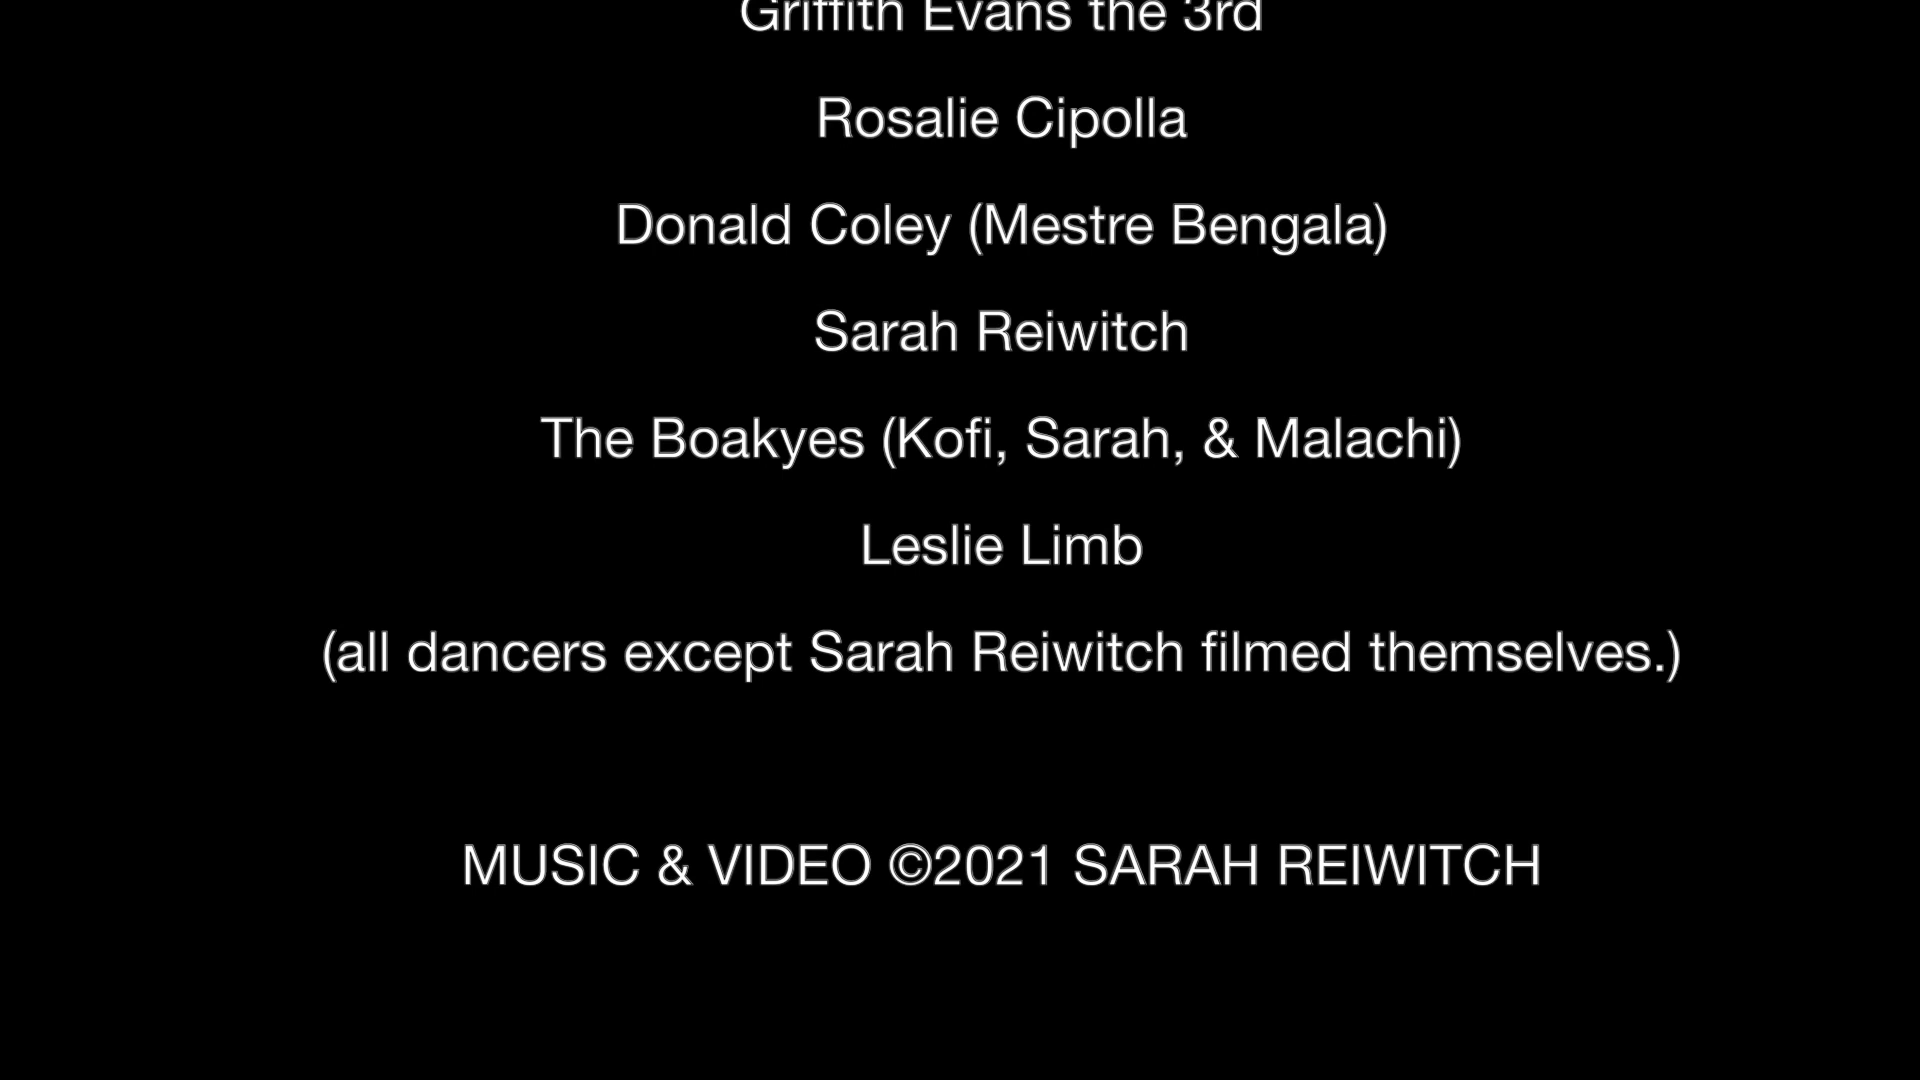 Griffith Evans the 3rd
Rosalie Cipolla
Donald Coley (Mestre Bengala)
Sarah Reiwitch
The Boakyes (Kofi, Sarah, & Malachi)
Leslie Limb
(all dancers except Sarah Reiwitch filmed themselves.)
MUSIC & VIDEO ©2021 SARAH REIWITCH